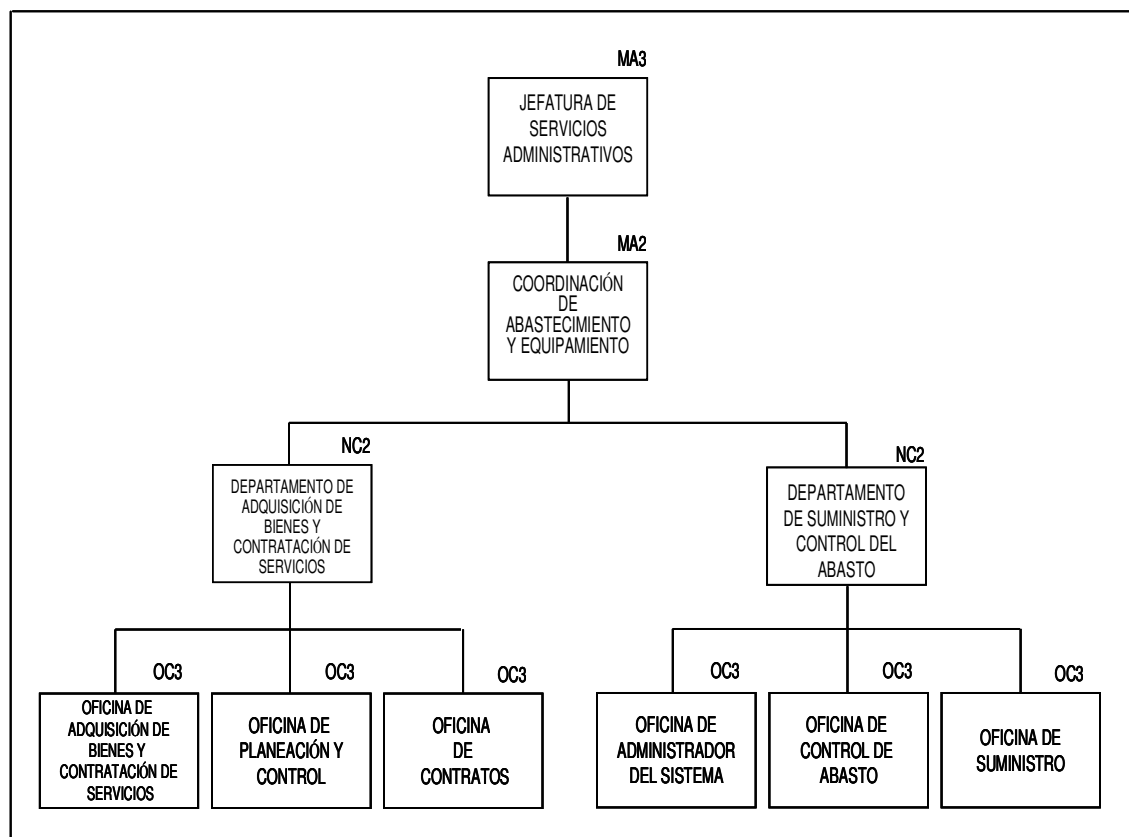 MA3
JEFATURA DE
SERVICIOS
ADMINISTRATIVOS
MA2
COORDINACIÓN
DE
ABASTECIMIENTO
Y EQUIPAMIENTO
NC2
DEPARTAMENTO DE
ADQUISICIÓN DE
BIENES Y
CONTRATACIÓN DE
SERVICIOS
NC2
DEPARTAMENTO
DE SUMINISTRO Y
CONTROL DEL
ABASTO
OC3
OFICINA DE
ADQUISICIÓN DE
BIENES Y
CONTRATACIÓN DE
SERVICIOS
OC3
OFICINA DE
PLANEACIÓN Y
CONTROL
OC3
OFICINA
DE
CONTRATOS
OC3
OFICINA DE
ADMINISTRADOR
DEL SISTEMA
OC3
OFICINA DE
CONTROL DE
ABASTO
OC3
OFICINA DE
SUMINISTRO